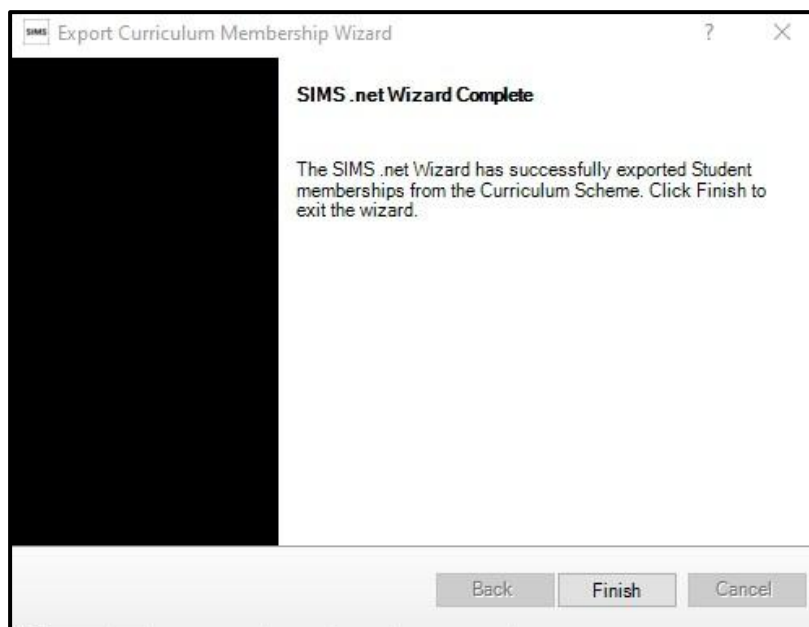 SIMS Export Curriculum Membership Wizard ?
SIMS .net Wizard Complete
The SIMS .net Wizard has successfully exported Student
memberships from the Curriculum Scheme. Click Finish to
exit the wizard.
Back Finish Cancel